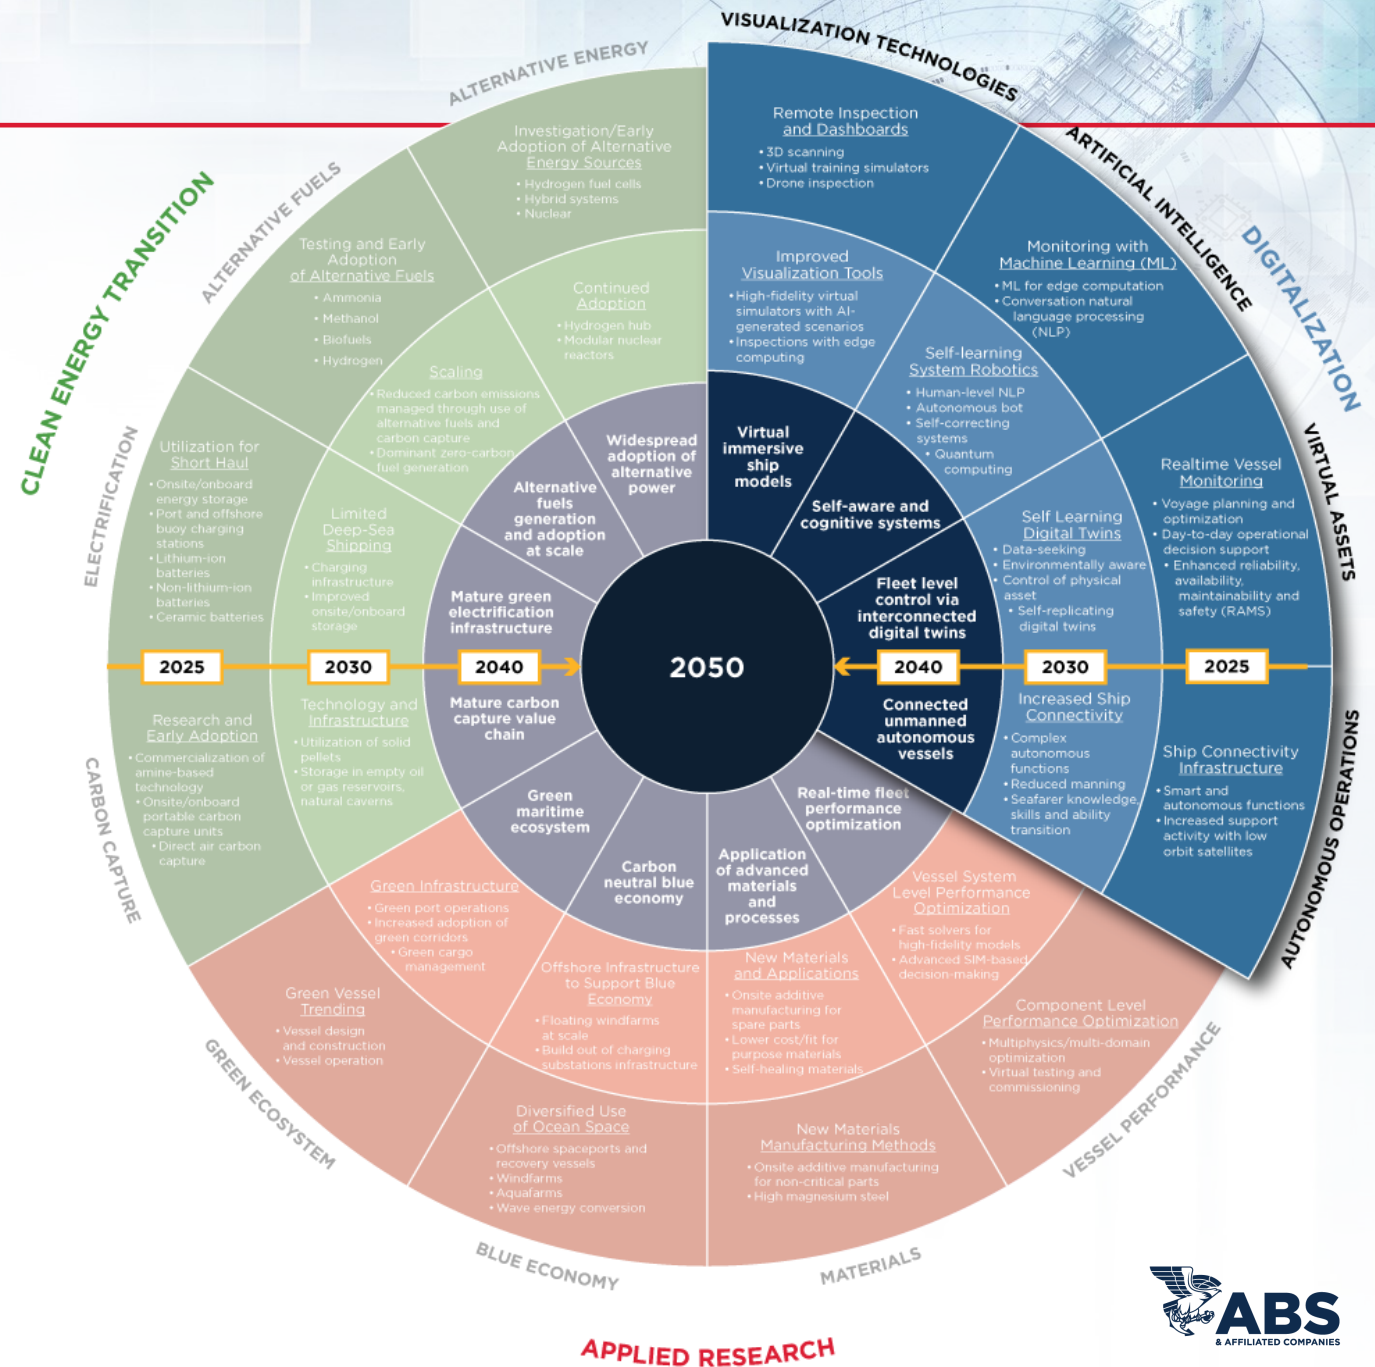 VISUALIZATION TECHNOLOGIES
Remote Inspection
and Dashboards
• 3D scanning
• Virtual training simulators
• Drone inspection
Improved
Visualization Tools
• High-fidelity virtual
simulators with AI-
generated scenarios
• Inspections with edge
computing
Virtual
immersive
ship
models
ARTIFICIAL INTELLIGENCE
Monitoring with
Machine Learning (ML)
• ML for edge computation
• Conversation natural
language processing
(NLP)
Self-learning
System Robotics
• Human-level NLP
• Autonomous bot
• Self-correcting
systems
• Quantum
computing
Self-aware and
cognitive systems
DIGITALIZATION
VIRTUAL ASSETS
Realtime Vessel
Monitoring
• Voyage planning and
optimization
• Day-to-day operational
decision support
• Enhanced reliability,
availability,
maintainability and
safety (RAMS)
Self Learning
Digital Twins
• Data-seeking
• Environmentally aware
• Control of physical
asset
• Self-replicating
digital twins
Fleet level
control via
interconnected
digital twins
2025
2030
2040
2050
2040
2030
2025
AUTONOMOUS OPERATIONS
Ship Connectivity
Infrastructure
• Smart and
autonomous functions
• Increased support
activity with low
orbit satellites
Increased Ship
Connectivity
• Complex
autonomous
functions
• Reduced manning
• Seafarer knowledge,
skills and ability
transition
Connected
unmanned
autonomous
vessels
VESSEL PERFORMANCE
Component Level
Performance Optimization
• Multiphysics/multi-domain
optimization
• Virtual testing and
commissioning
Vessel System
Level Performance
Optimization
• Fast solvers for
high-fidelity models
• Advanced SIM-based
decision-making
Real-time fleet
performance
optimization
MATERIALS
New Materials
Manufacturing Methods
• Onsite additive manufacturing
for non-critical parts
• High magnesium steel
New Materials
and Applications
• Onsite additive
manufacturing for
spare parts
• Lower cost/fit for
purpose materials
• Self-healing materials
Application
of advanced
materials
and
processes
APPLIED RESEARCH
BLUE ECONOMY
Diversified Use
of Ocean Space
• Offshore spaceports and
recovery vessels
• Windfarms
• Aquafarms
• Wave energy conversion
Offshore Infrastructure
to Support Blue
Economy
• Floating windfarms
at scale
• Build out of charging
substations infrastructure
Carbon
neutral blue
economy
GREEN ECOSYSTEM
Green Vessel
Trending
• Vessel design
and construction
• Vessel operation
Green Infrastructure
• Green port operations
• Increased adoption of
green corridors
• Green cargo
management
Green
maritime
ecosystem
CARBON CAPTURE
Research and
Early Adoption
• Commercialization of
amine-based
technology
• Onsite/onboard
portable carbon
capture units
• Direct air carbon
capture
Technology and
Infrastructure
• Utilization of solid
pellets
• Storage in empty oil
or gas reservoirs,
natural caverns
Mature carbon
capture value
chain
ELECTRIFICATION
Utilization for
Short Haul
• Onsite/onboard
energy storage
• Port and offshore
buoy charging
stations
• Lithium-ion
batteries
• Non-lithium-ion
batteries
• Ceramic batteries
Limited
Deep-Sea
Shipping
• Charging
infrastructure
• Improved
onsite/onboard
storage
Mature green
electrification
infrastructure
CLEAN ENERGY TRANSITION
ALTERNATIVE FUELS
Testing and Early
Adoption
of Alternative Fuels
• Ammonia
• Methanol
• Biofuels
• Hydrogen
Scaling
• Reduced carbon emissions
managed through use of
alternative fuels and
carbon capture
• Dominant zero-carbon
fuel generation
Alternative
fuels
generation
and adoption
at scale
ALTERNATIVE ENERGY
Investigation/Early
Adoption of Alternative
Energy Sources
• Hydrogen fuel cells
• Hybrid systems
• Nuclear
Continued
Adoption
• Hydrogen hub
• Modular nuclear
reactors
Widespread
adoption of
alternative
power
ABS
& AFFILIATED COMPANIES